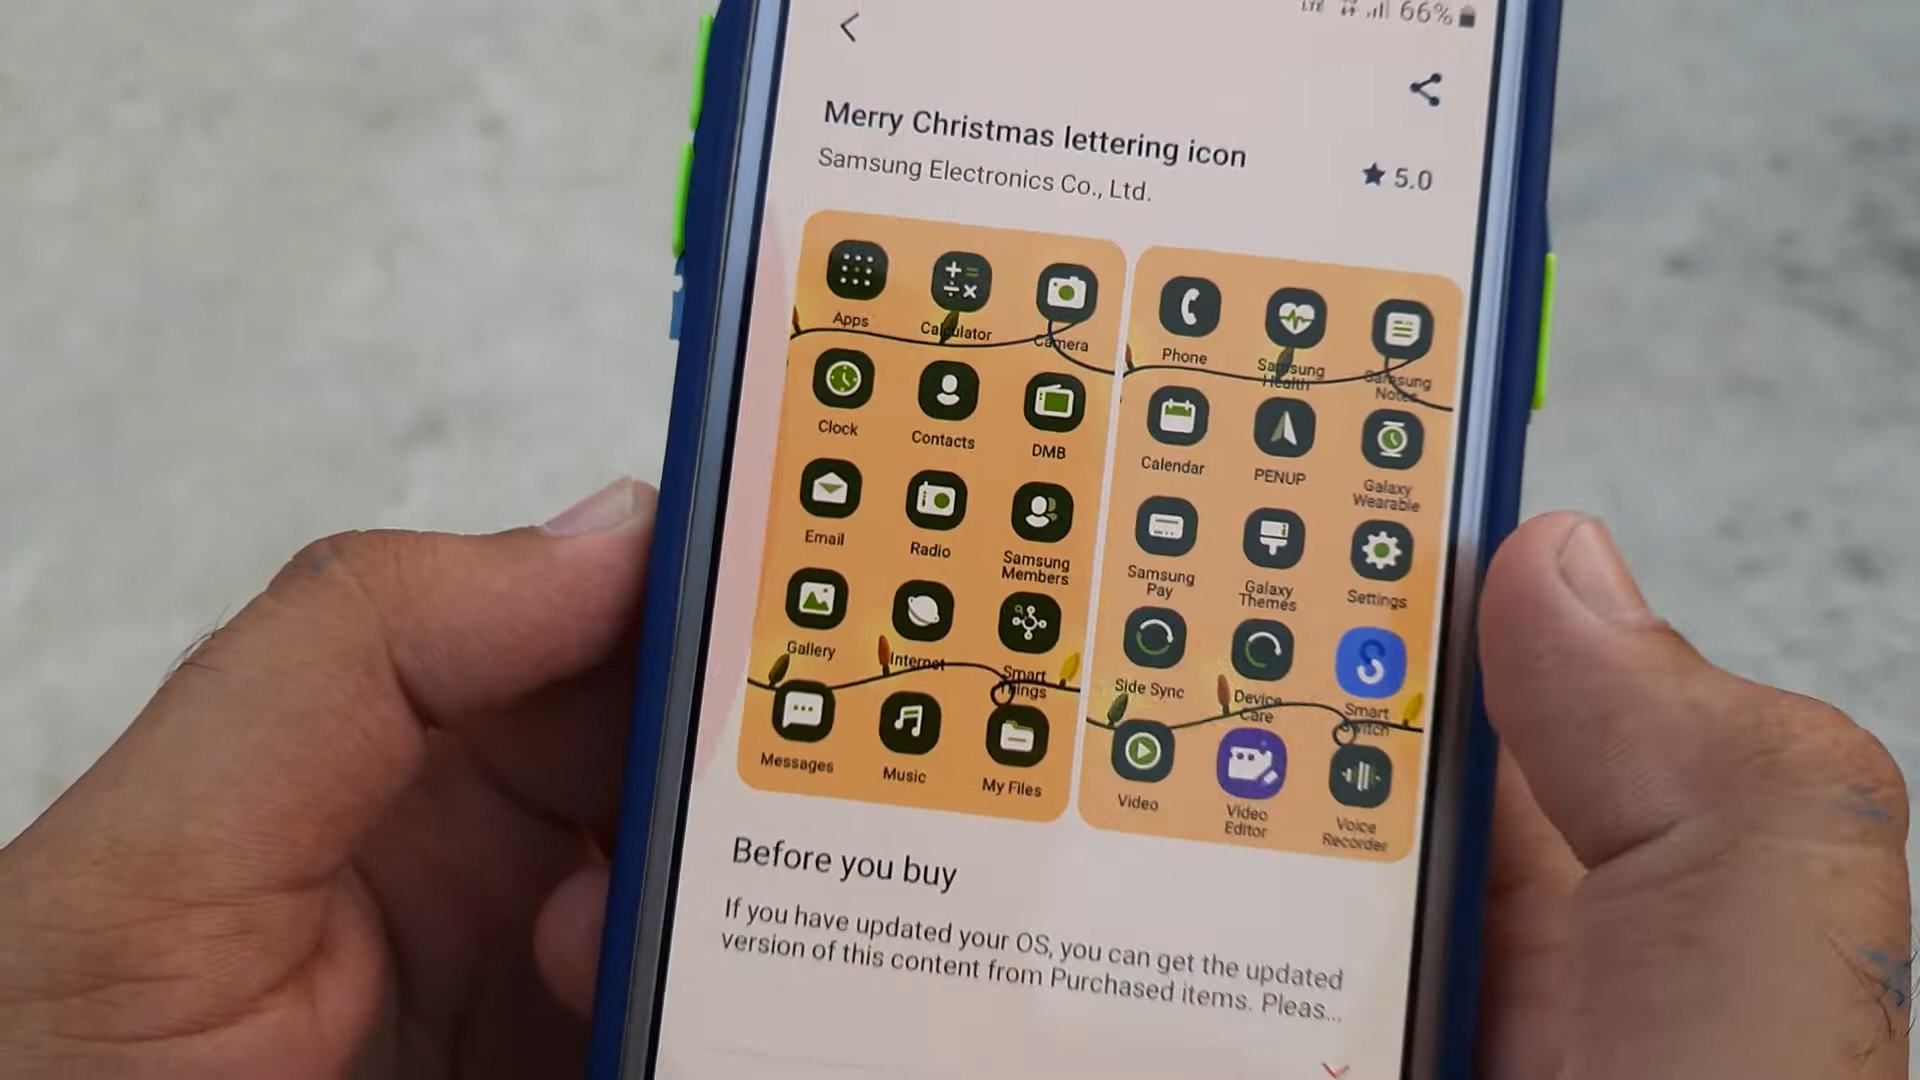 LTE 66%
Merry Christmas lettering icon
Samsung Electronics Co., Ltd.
5.0
Apps Calculator Camera
Clock Contacts DMB
Email Radio Samsung
Members
Gallery Internet Smart
Things
Messages Music My Files
Phone Samsung
Health Samsung
Notes
Calendar PENUP Galaxy
Wearable
Samsung
Pay Galaxy
Themes Settings
Side Sync Device
Care Smart
Switch
Video Video
Editor Voice
Recorder
Before you buy
If you have updated your OS, you can get the updated
version of this content from Purchased items. Pleas...